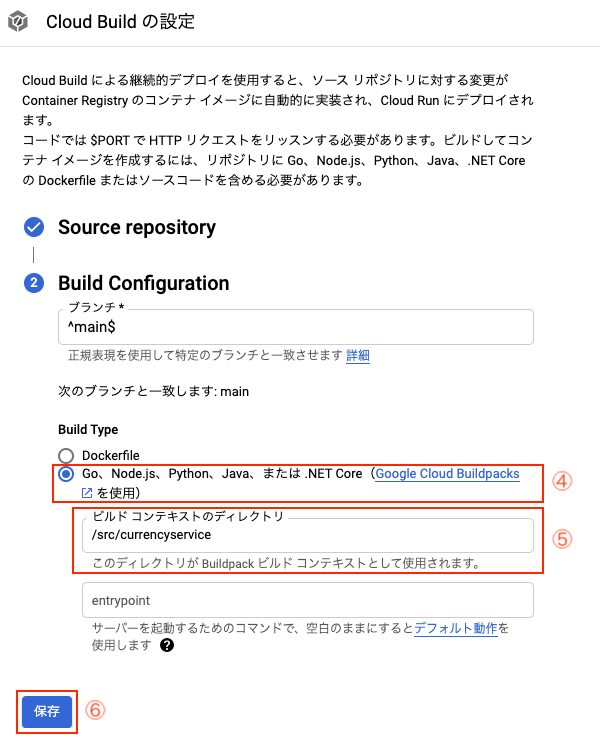 Cloud Build の設定
Cloud Build による継続的デプロイを使用すると、ソース リポジトリに対する変更が
Container Registry のコンテナ イメージに自動的に実装され、Cloud Run にデプロイされ
ます。
コードでは $PORT で HTTP リクエストをリッスンする必要があります。ビルドしてコン
テナ イメージを作成するには、リポジトリに Go、Node.js、Python、Java、.NET Core
の Dockerfile またはソースコードを含める必要があります。
Source repository
2 Build Configuration
ブランチ *
^main$
正規表現を使用して特定のブランチと一致させます 詳細
次のブランチと一致します: main
Build Type
Dockerfile
Go、Node.js、Python、Java、または .NET Core（Google Cloud Buildpacks ④
を使用）
ビルド コンテキストのディレクトリ
/src/currencyservice ⑤
このディレクトリが Buildpack ビルド コンテキストとして使用されます。
entrypoint
サーバーを起動するためのコマンドで、空白のままにするとデフォルト動作を
使用します ?
保存 ⑥